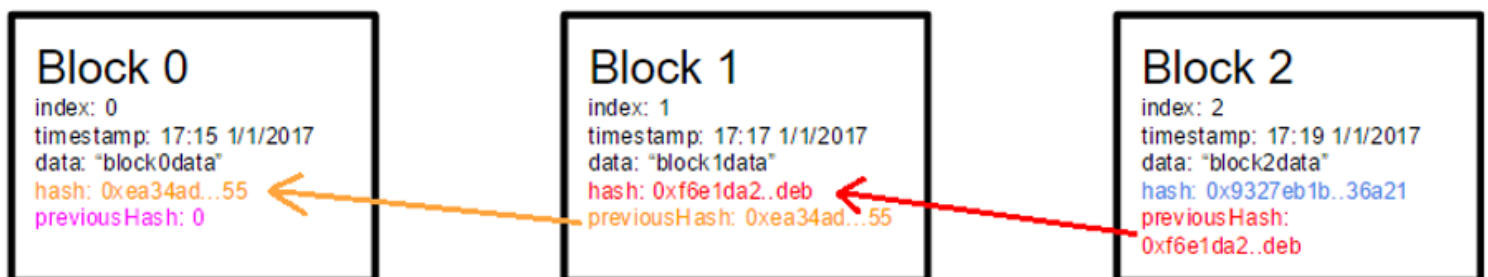 Block 0
index: 0
timestamp: 17:15 1/1/2017
data: “block0data”
hash: 0xea34ad...55
previousHash: 0
Block 1
index: 1
timestamp: 17:17 1/1/2017
data: “block1data”
hash: 0xf6e1da2..deb
previousHash: 0xea34ad...55
Block 2
index: 2
timestamp: 17:19 1/1/2017
data: “block2data”
hash: 0x9327eb1b..36a21
previousHash:
0xf6e1da2..deb